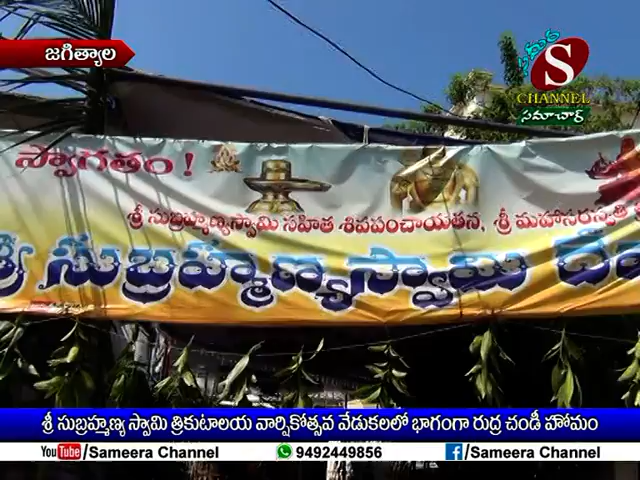 జగిత్యాల
సమీర
S
CHANNEL
సమాచార్
స్వాగతం !
శ్రీ సుబ్రహ్మణ్యస్వామి సహిత శివపంచాయతన, శ్రీ మహాసరస్వతి
శ్రీ సుబ్రహ్మణ్యస్వామి దేవ
శ్రీ సుబ్రహ్మణ్య స్వామి త్రికుటాలయ వార్షికోత్సవ వేడుకలలో భాగంగా రుద్ర చండీ హోమం
YouTube /Sameera Channel 9492449856 /Sameera Channel